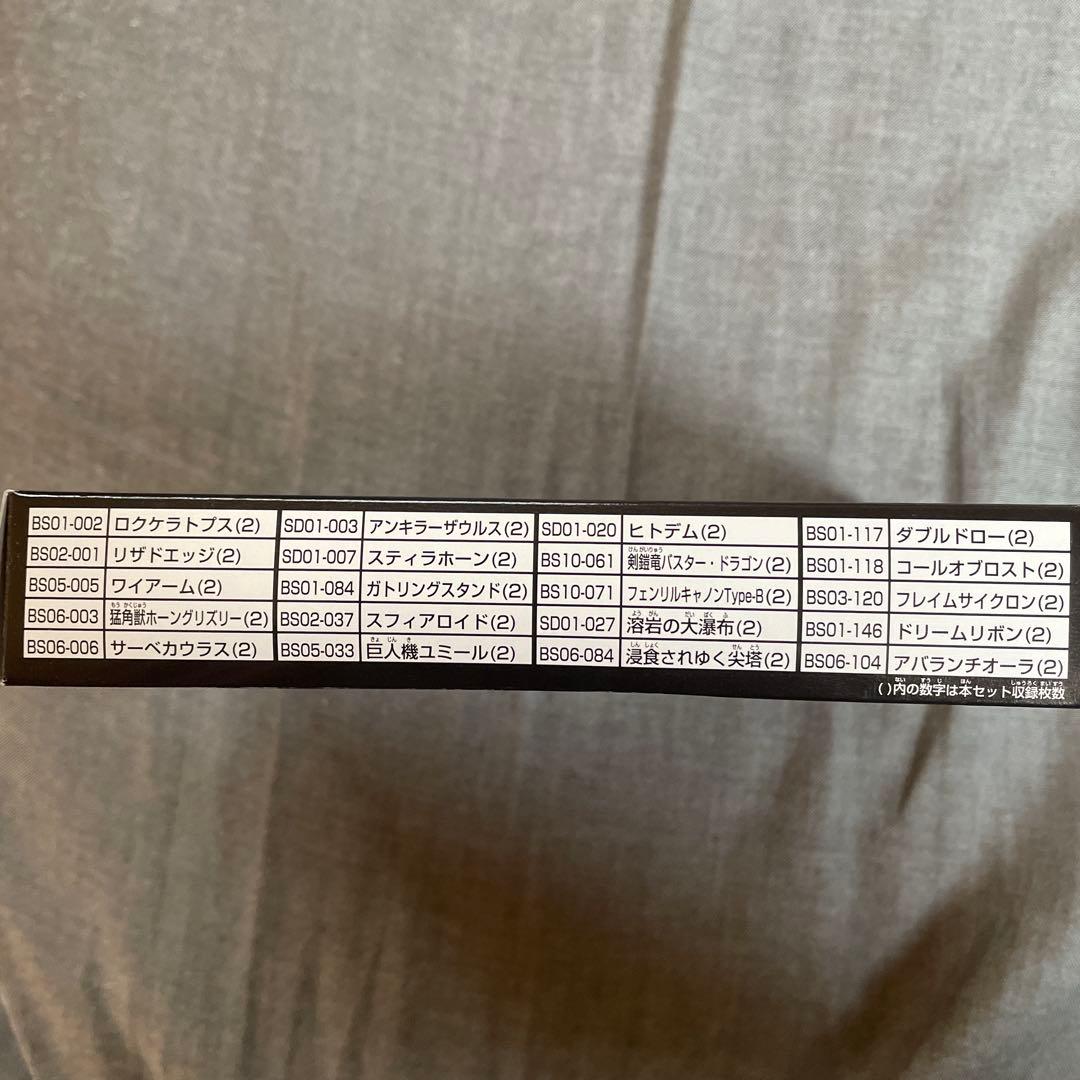 BS01-002 ロクケラトプス(2) SD01-003 アンキラーザウルス(2) SD01-020 ヒトデム(2) BS01-117 ダブルドロー(2)
BS02-001 リザドエッジ(2) SD01-007 スティラホーン(2) BS10-061 剣鎧竜バスター・ドラゴン(2) BS01-118 コールオブロスト(2)
BS05-005 ワイアーム(2) BS01-084 ガトリングスタンド(2) BS10-071 フェンリルキャノンType-B(2) BS03-120 フレイムサイクロン(2)
BS06-003 猛角獣ホーングリズリー(2) BS02-037 スフィアロイド(2) SD01-027 溶岩の大瀑布(2) BS01-146 ドリームリボン(2)
BS06-006 サーベカウラス(2) BS05-033 巨人機ユミール(2) BS06-084 浸食されゆく尖塔(2) BS06-104 アバランチオーラ(2)
( )内の数字は本セット収録枚数